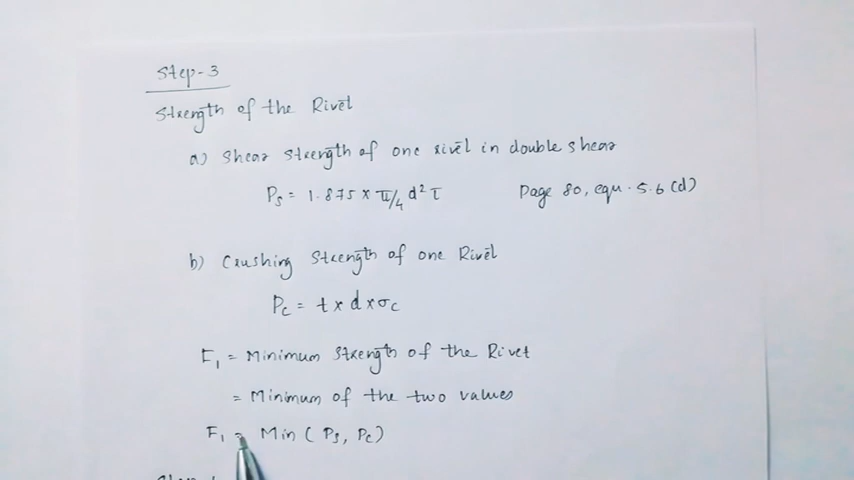 Step-3
Strength of the Rivet
a) Shear strength of one rivet in double shear
Ps = 1.875 x π/4 d² τ Page 80, equ. 5.6 (d)
b) Crushing strength of one Rivet
Pc = t x d x σc
F1 = Minimum strength of the Rivet
= Minimum of the two values
F1 = Min ( Ps, Pc)